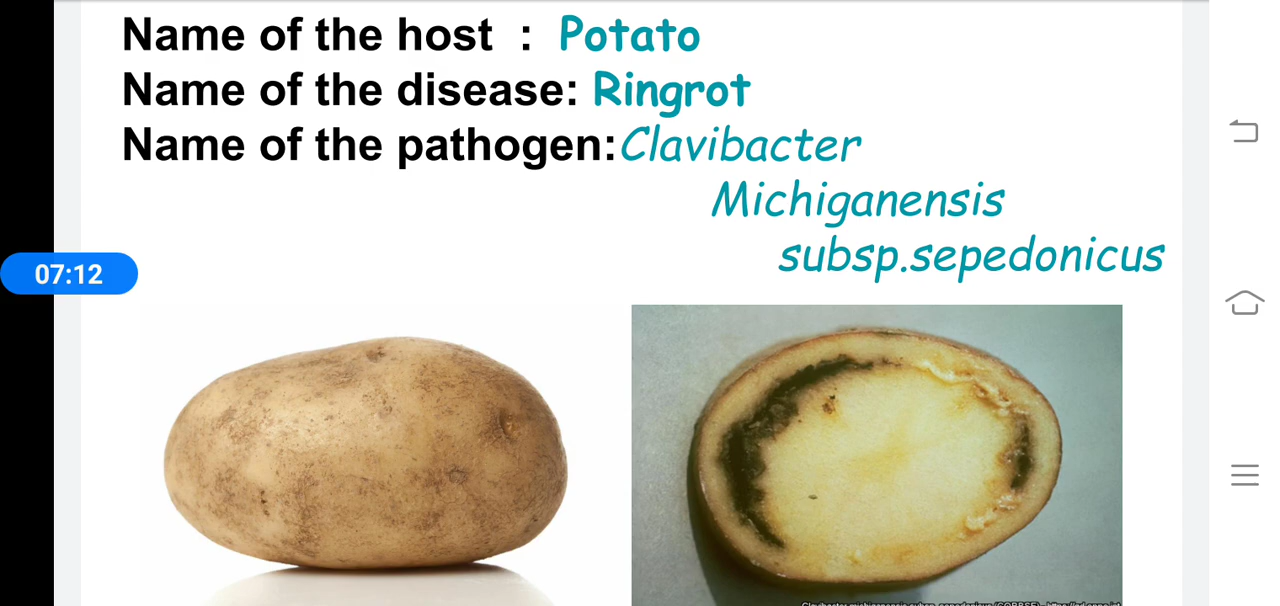 Name of the host : Potato
Name of the disease: Ringrot
Name of the pathogen:Clavibacter
Michiganensis
subsp.sepedonicus
07:12